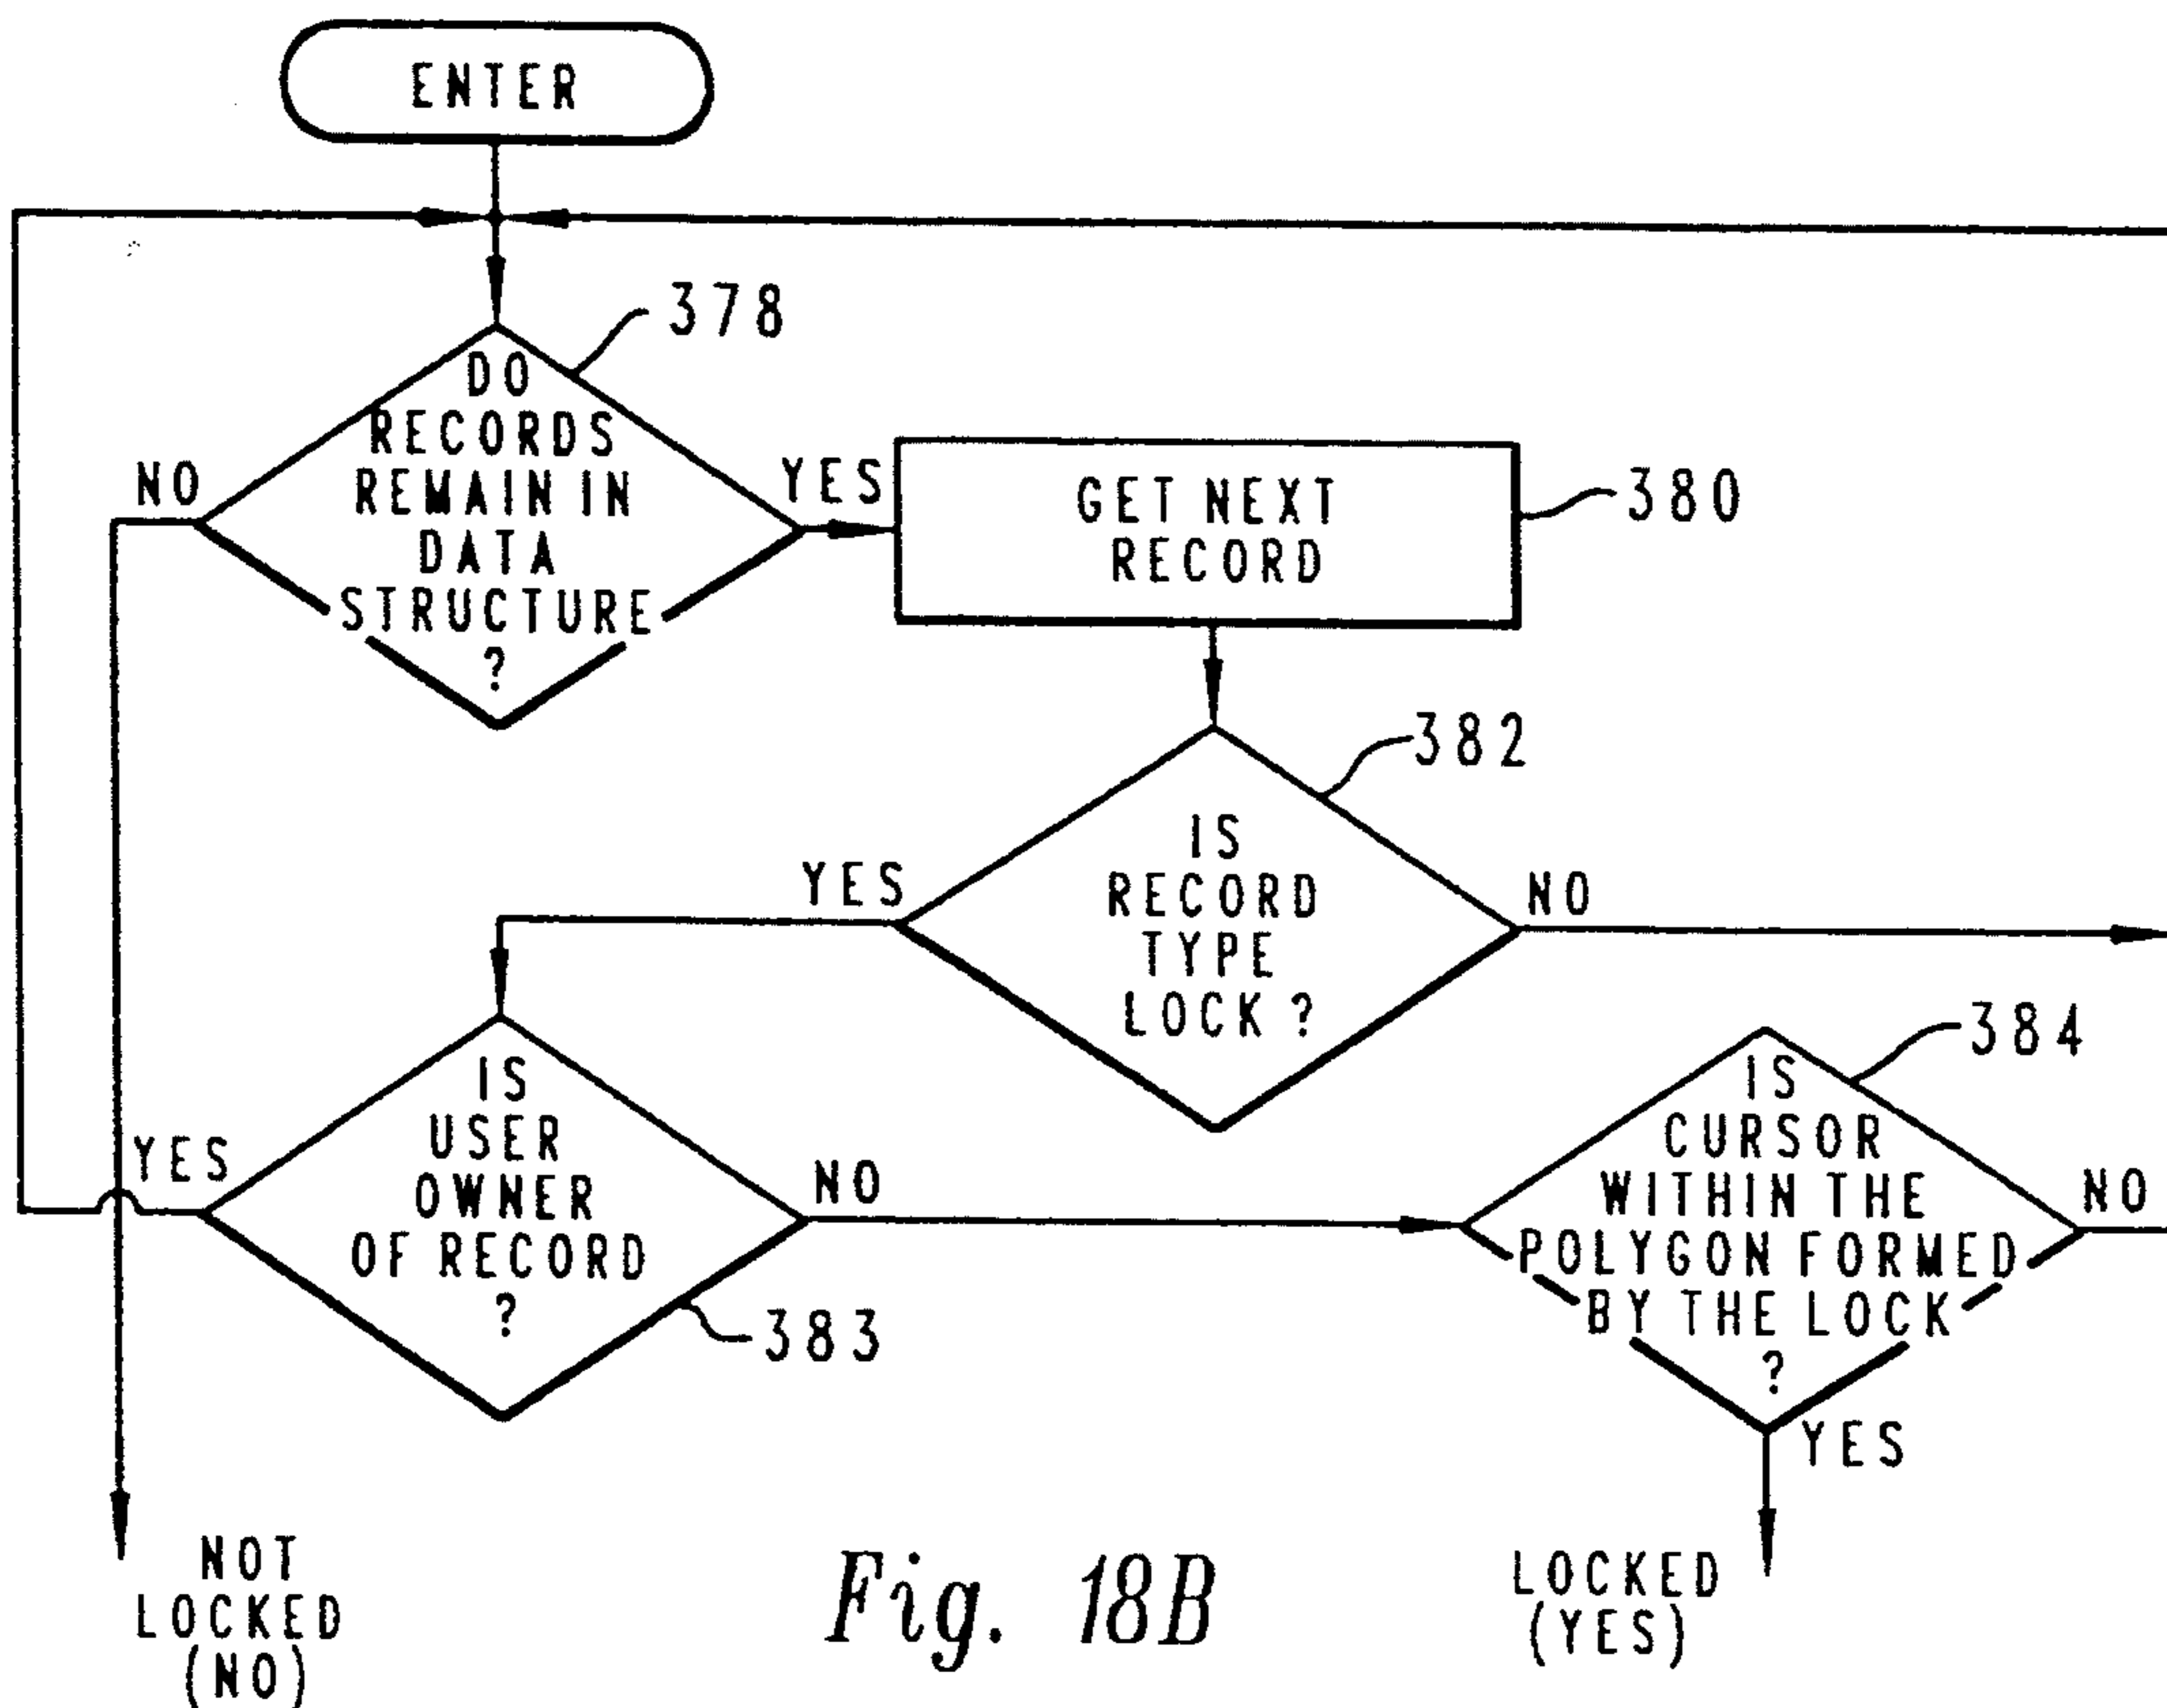 ENTER
378
DO
RECORDS
REMAIN IN
DATA
STRUCTURE
?
NO
YES
GET NEXT
RECORD
380
382
IS
RECORD
TYPE
LOCK ?
YES
NO
384
IS
USER
OWNER
OF RECORD
?
YES
NO
383
IS
CURSOR
WITHIN THE
POLYGON FORMED
BY THE LOCK
?
NO
YES
NOT
LOCKED
(NO)
Fig. 18B
LOCKED
(YES)